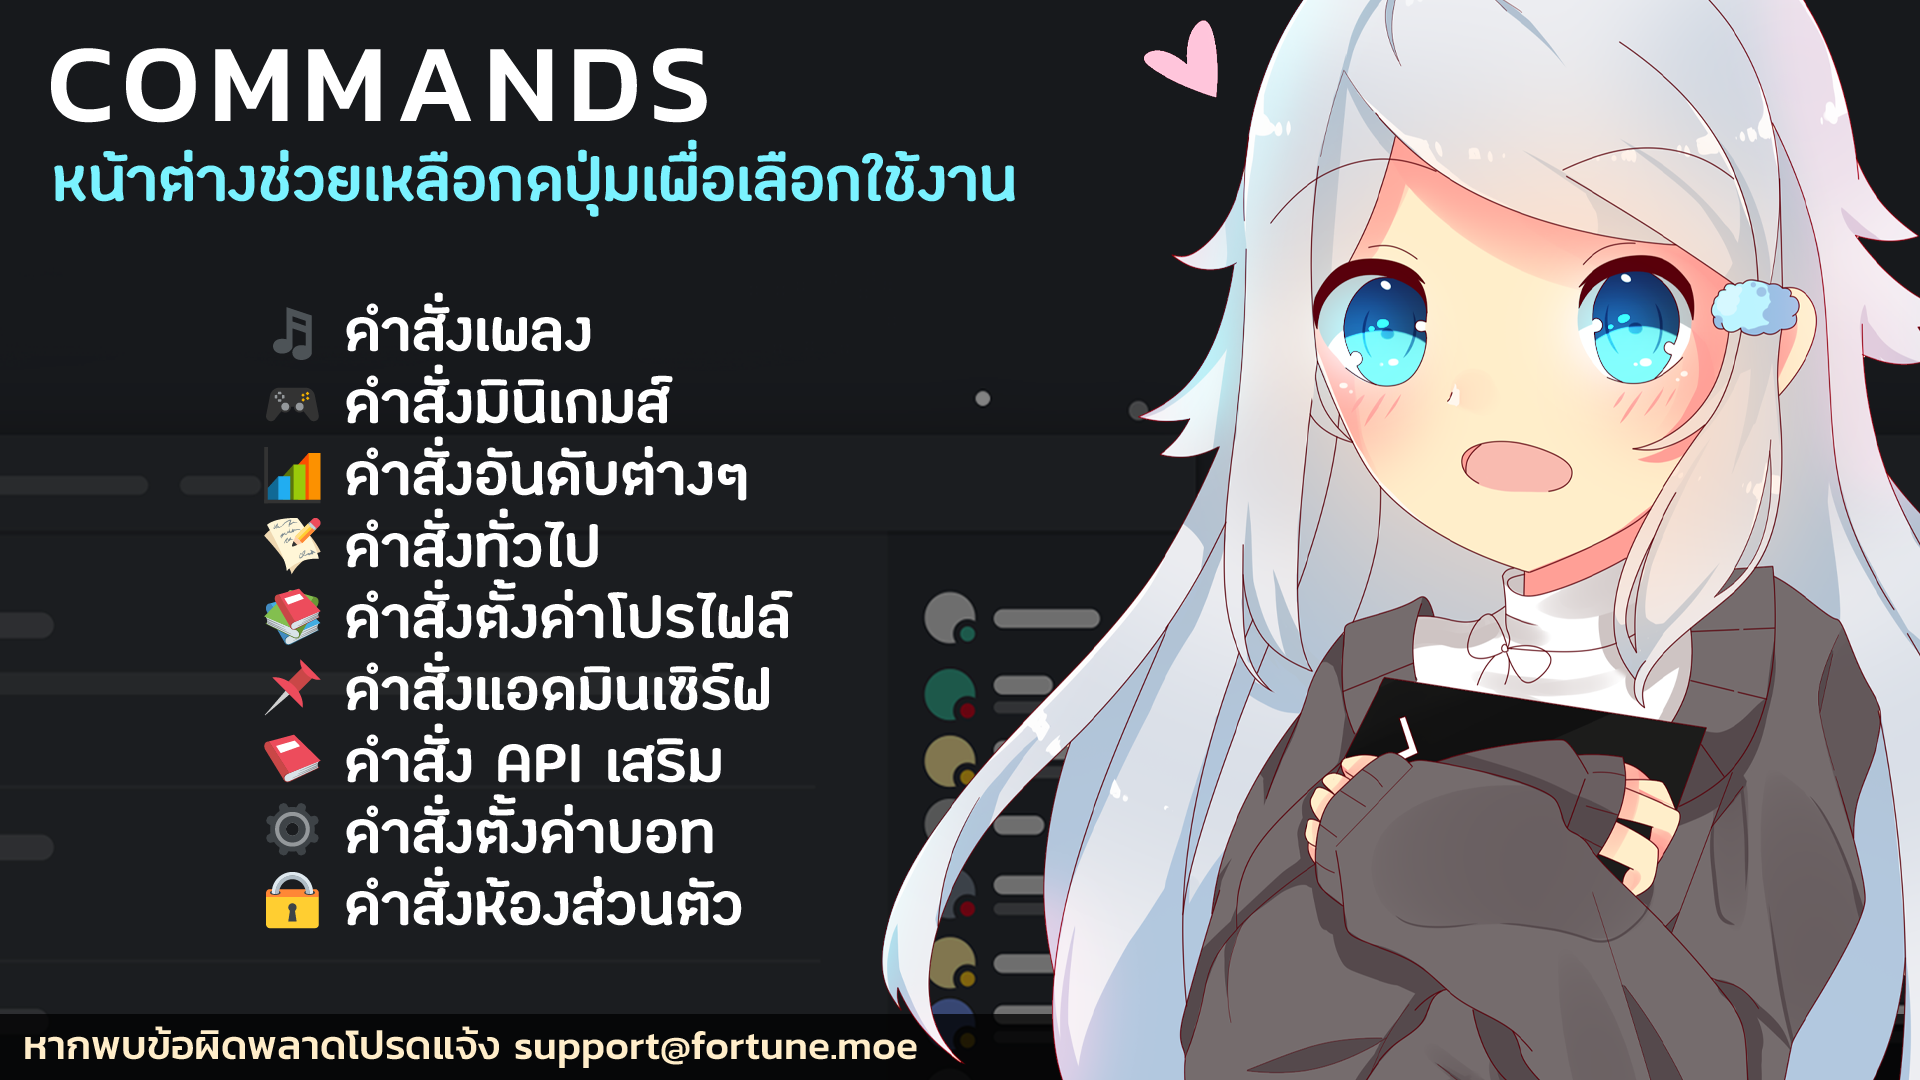 COMMANDS
หน้าต่างช่วยเหลือกดปุ่มเพื่อเลือกใช้งาน
คำสั่งเพลง
คำสั่งมินิเกมส์
คำสั่งอันดับต่างๆ
คำสั่งทั่วไป
คำสั่งตั้งค่าโปรไฟล์
คำสั่งแอดมินเซิร์ฟ
คำสั่ง API เสริม
คำสั่งตั้งค่าบอท
คำสั่งห้องส่วนตัว
หากพบข้อผิดพลาดโปรดแจ้ง support@fortune.moe